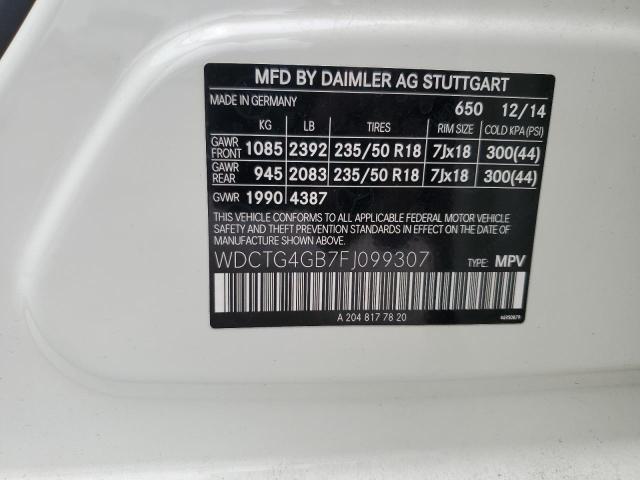 MFD BY DAIMLER AG STUTTGART
MADE IN GERMANY
650 12/14
KG LB TIRES RIM SIZE COLD KPA(PSI)
GAWR FRONT 1085 2392 235/50 R18 7Jx18 300(44)
GAWR REAR 945 2083 235/50 R18 7Jx18 300(44)
GVWR 1990 4387
THIS VEHICLE CONFORMS TO ALL APPLICABLE FEDERAL MOTOR VEHICLE
SAFETY AND THEFT PREVENTION STANDARDS IN EFFECT ON THE DATE
OF MANUFACTURE SHOWN ABOVE.
WDCTG4GB7FJ099307 TYPE: MPV
A 204 817 78 20